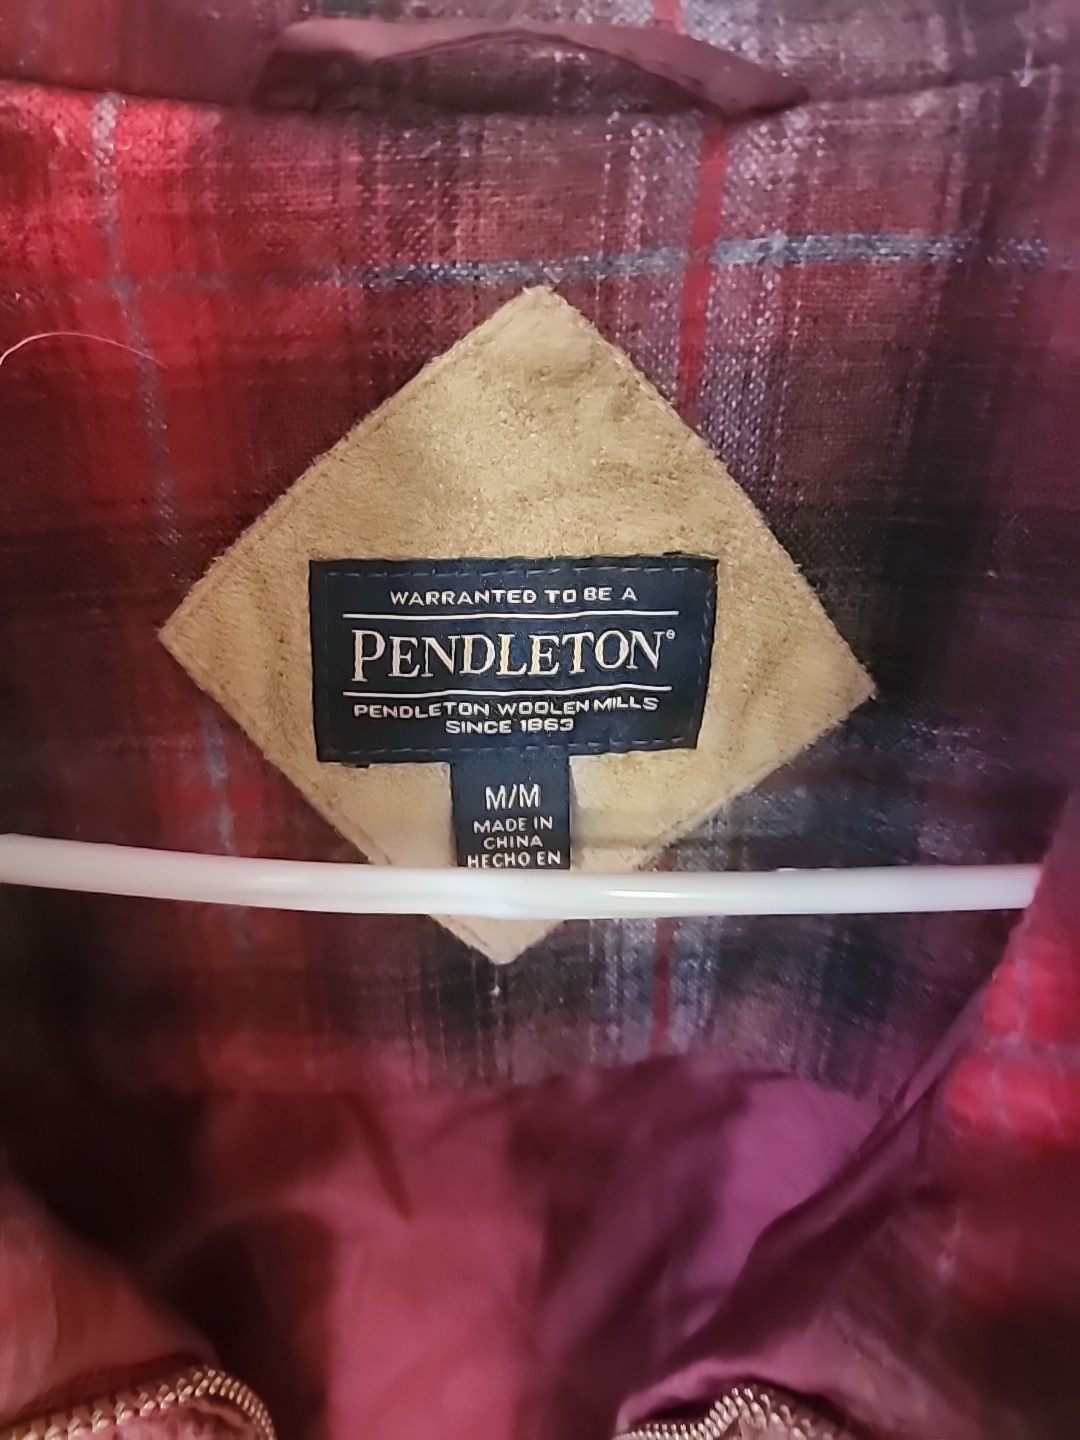 WARRANTED TO BE A
PENDLETON®
PENDLETON WOOLEN MILLS
SINCE 1863
M/M
MADE IN
CHINA
HECHO EN